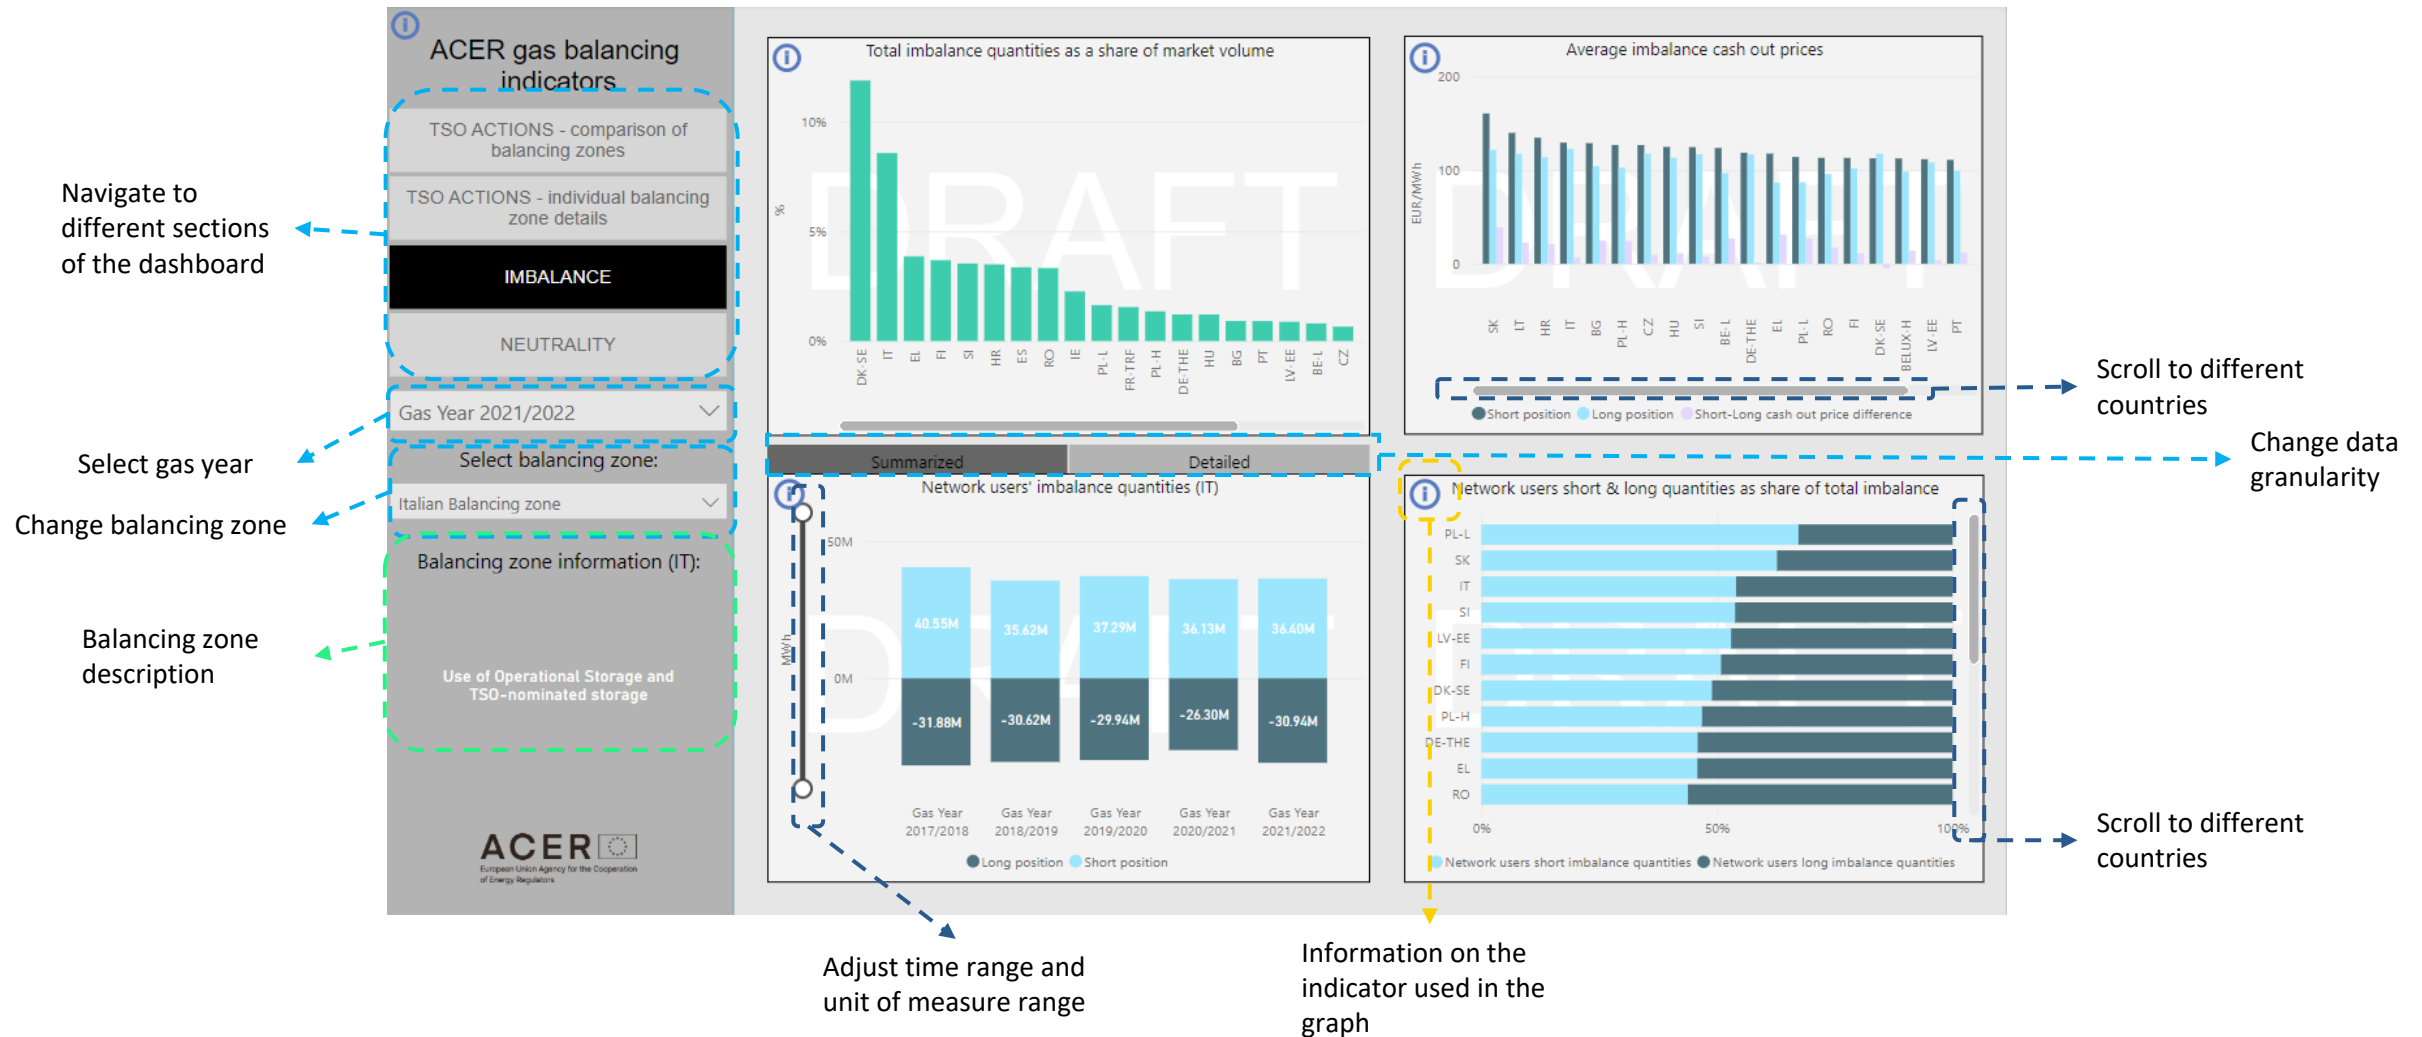 ACER gas balancing
indicators
TSO ACTIONS - comparison of
balancing zones
TSO ACTIONS - individual balancing
zone details
IMBALANCE
NEUTRALITY
Gas Year 2021/2022
Select balancing zone:
Italian Balancing zone
Balancing zone information (IT):
Use of Operational Storage and
TSO-nominated storage
ACER
European Union Agency for the Cooperation
of Energy Regulators
Navigate to
different sections
of the dashboard
Select gas year
Change balancing zone
Balancing zone
description
Total imbalance quantities as a share of market volume
10%
5%
0%
%
DRAFT
DK-SE
IT
EL
FI
SI
HR
ES
RO
IE
PL-L
FR-TRF
PL-H
DE-THE
HU
BG
PT
LV-EE
BE-L
CZ
Average imbalance cash out prices
200
100
0
EUR/MWh
DRAFT
SK
LT
HR
IT
BG
PL-H
CZ
HU
SI
BE-L
DE-THE
EL
PL-L
RO
FI
DK-SE
BELUX-H
LV-EE
PT
Short position Long position Short-Long cash out price difference
Scroll to different
countries
Change data
granularity
Summarized
Detailed
Network users' imbalance quantities (IT)
50M
0M
MWh
DRAFT
40.55M
35.62M
37.29M
36.13M
36.40M
-31.88M
-30.62M
-29.94M
-26.30M
-30.94M
Gas Year
2017/2018
Gas Year
2018/2019
Gas Year
2019/2020
Gas Year
2020/2021
Gas Year
2021/2022
Long position Short position
Network users short & long quantities as share of total imbalance
DRAFT
PL-L
SK
IT
SI
LV-EE
FI
DK-SE
PL-H
DE-THE
EL
RO
0%
50%
100%
Network users short imbalance quantities Network users long imbalance quantities
Scroll to different
countries
Adjust time range and
unit of measure range
Information on the
indicator used in the
graph